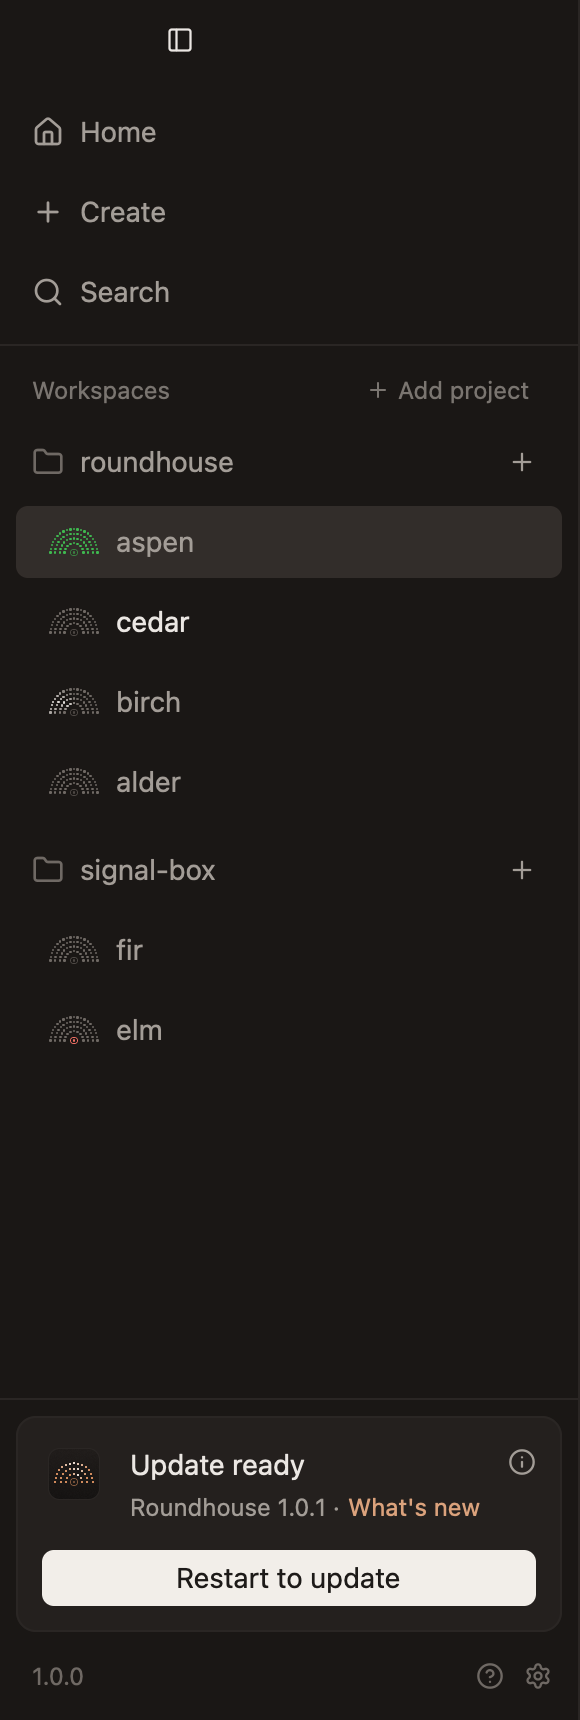 Home
Create
Search
Workspaces
Add project
roundhouse
aspen
cedar
birch
alder
signal-box
fir
elm
Update ready
Roundhouse 1.0.1 · What's new
Restart to update
1.0.0